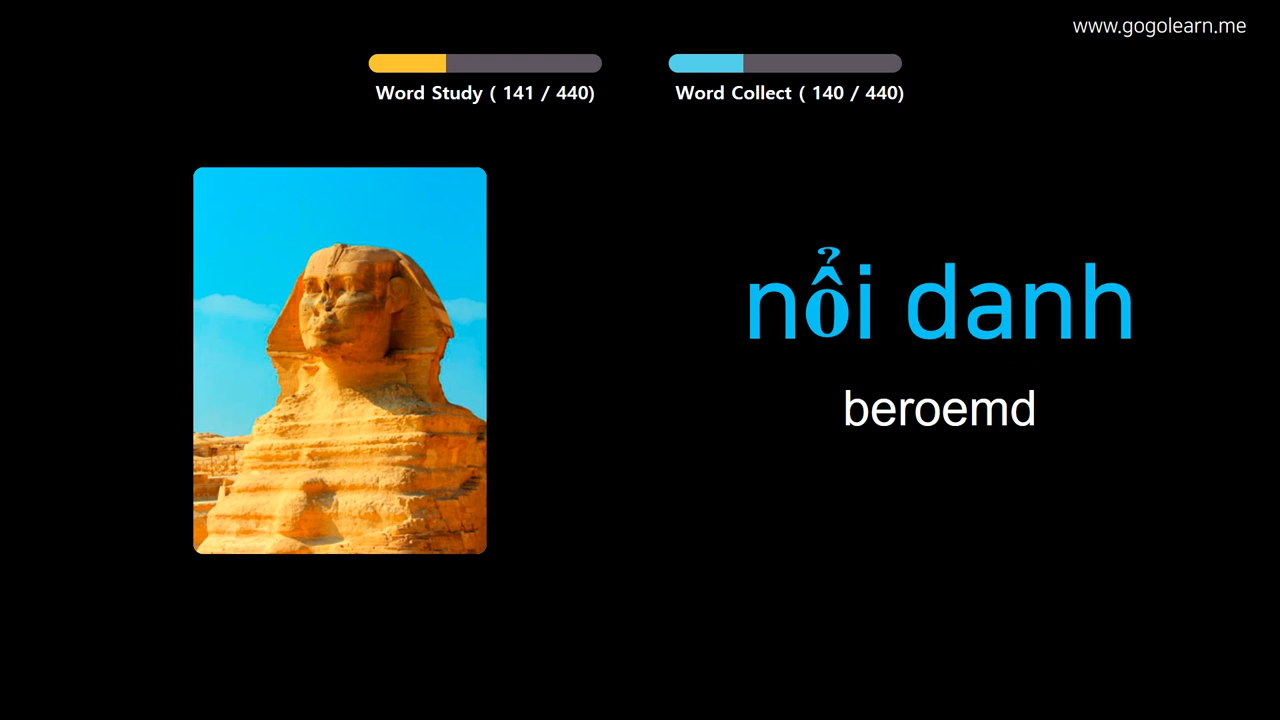 www.gogolearn.me
Word Study ( 141 / 440)
Word Collect ( 140 / 440)
nổi danh
beroemd